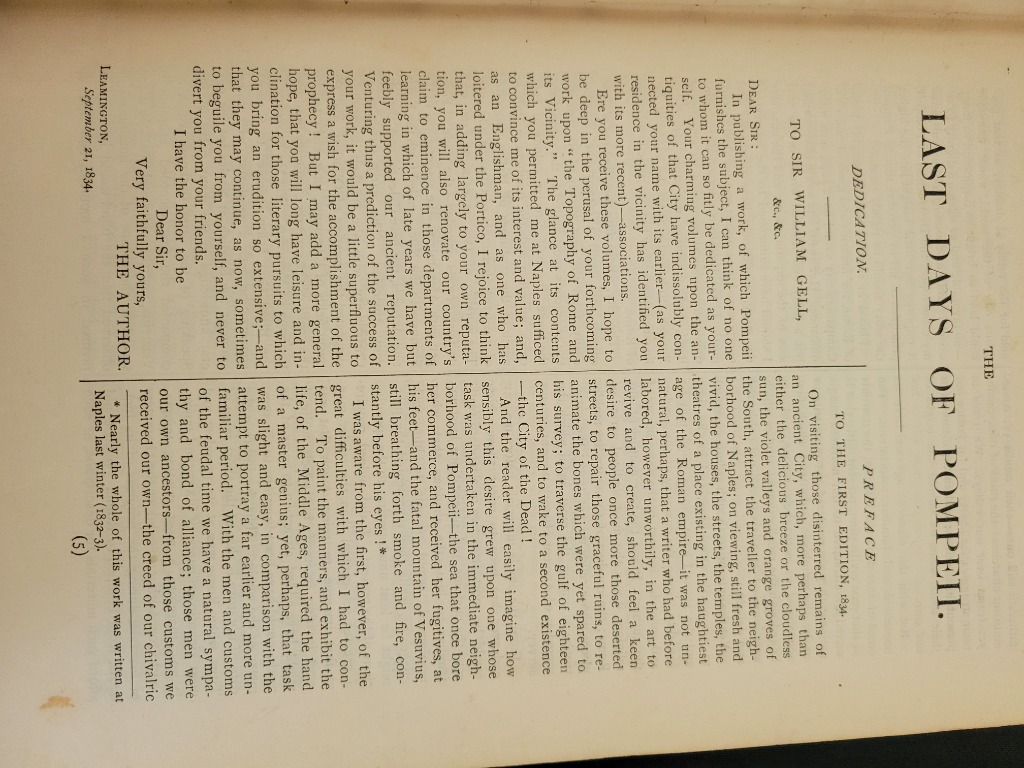 THE
LAST DAYS OF POMPEII.
DEDICATION.
TO SIR WILLIAM GELL,
&c., &c.
DEAR SIR:
In publishing a work, of which Pompeii
furnishes the subject, I can think of no one
to whom it can so fitly be dedicated as your-
self. Your charming volumes upon the an-
tiquities of that City have indissolubly con-
nected your name with its earlier—(as your
residence in the vicinity has identified you
with its more recent)—associations.
Ere you receive these volumes, I hope to
be deep in the perusal of your forthcoming
work upon "the Topography of Rome and
its Vicinity." The glance at its contents
which you permitted me at Naples sufficed
to convince me of its interest and value; and,
as an Englishman, and as one who has
loitered under the Portico, I rejoice to think
that, in adding largely to your own reputa-
tion, you will also renovate our country's
claim to eminence in those departments of
learning in which of late years we have but
feebly supported our ancient reputation.
Venturing thus a prediction of the success of
your work, it would be a little superfluous to
express a wish for the accomplishment of the
prophecy! But I may add a more general
hope, that you will long have leisure and in-
clination for those literary pursuits to which
you bring an erudition so extensive;—and
that they may continue, as now, sometimes
to beguile you from yourself, and never to
divert you from your friends.
I have the honor to be
Dear Sir,
Very faithfully yours,
THE AUTHOR.
LEAMINGTON,
September 21, 1834.
PREFACE
TO THE FIRST EDITION, 1834.
On visiting those disinterred remains of
an ancient City, which, more perhaps than
either the delicious breeze or the cloudless
sun, the violet valleys and orange groves of
the South, attract the traveller to the neigh-
borhood of Naples; on viewing, still fresh and
vivid, the houses, the streets, the temples, the
theatres of a place existing in the haughtiest
age of the Roman empire—it was not un-
natural, perhaps, that a writer who had before
labored, however unworthily, in the art to
revive and to create, should feel a keen
desire to people once more those deserted
streets, to repair those graceful ruins, to re-
animate the bones which were yet spared to
his survey; to traverse the gulf of eighteen
centuries, and to wake to a second existence
—the City of the Dead!
And the reader will easily imagine how
sensibly this desire grew upon one whose
task was undertaken in the immediate neigh-
borhood of Pompeii—the sea that once bore
her commerce, and received her fugitives, at
his feet—and the fatal mountain of Vesuvius,
still breathing forth smoke and fire, con-
stantly before his eyes! *
I was aware from the first, however, of the
great difficulties with which I had to con-
tend. To paint the manners, and exhibit the
life, of the Middle Ages, required the hand
of a master genius; yet, perhaps, that task
was slight and easy, in comparison with the
attempt to portray a far earlier and more un-
familiar period. With the men and customs
of the feudal time we have a natural sympa-
thy and bond of alliance; those men were
our own ancestors—from those customs we
received our own—the creed of our chivalric
* Nearly the whole of this work was written at
Naples last winter (1832-3).
(5)